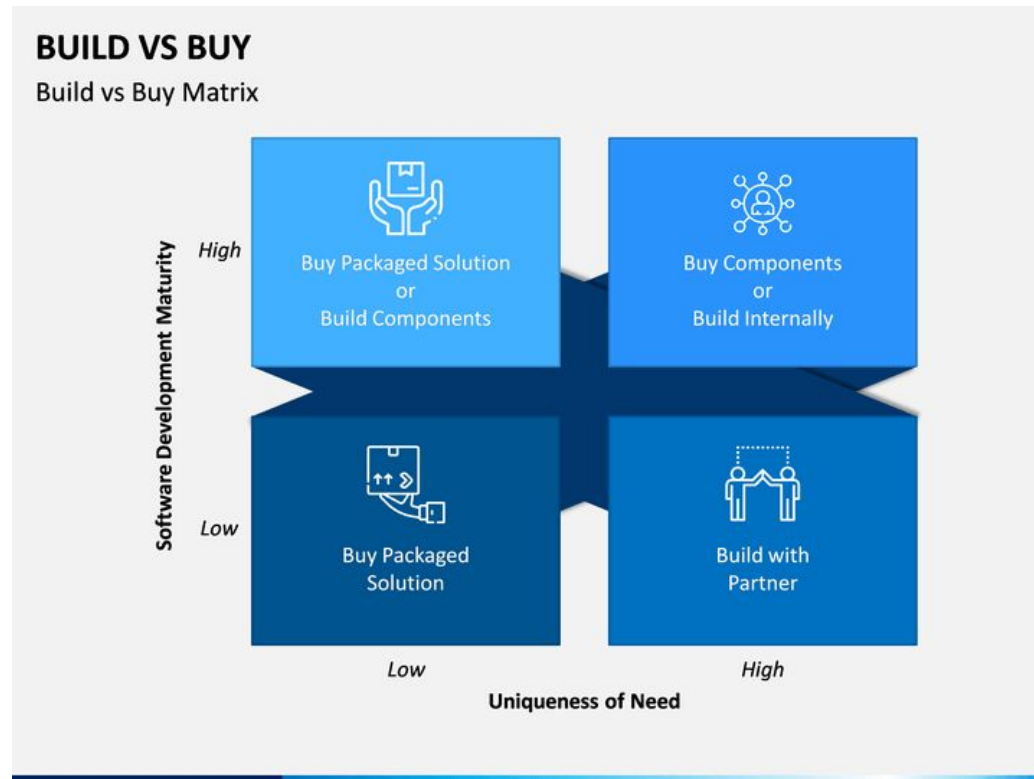 BUILD VS BUY
Build vs Buy Matrix
Software Development Maturity
High
Buy Packaged Solution
or
Build Components
Buy Components
or
Build Internally
Low
Buy Packaged
Solution
Build with
Partner
Low
High
Uniqueness of Need